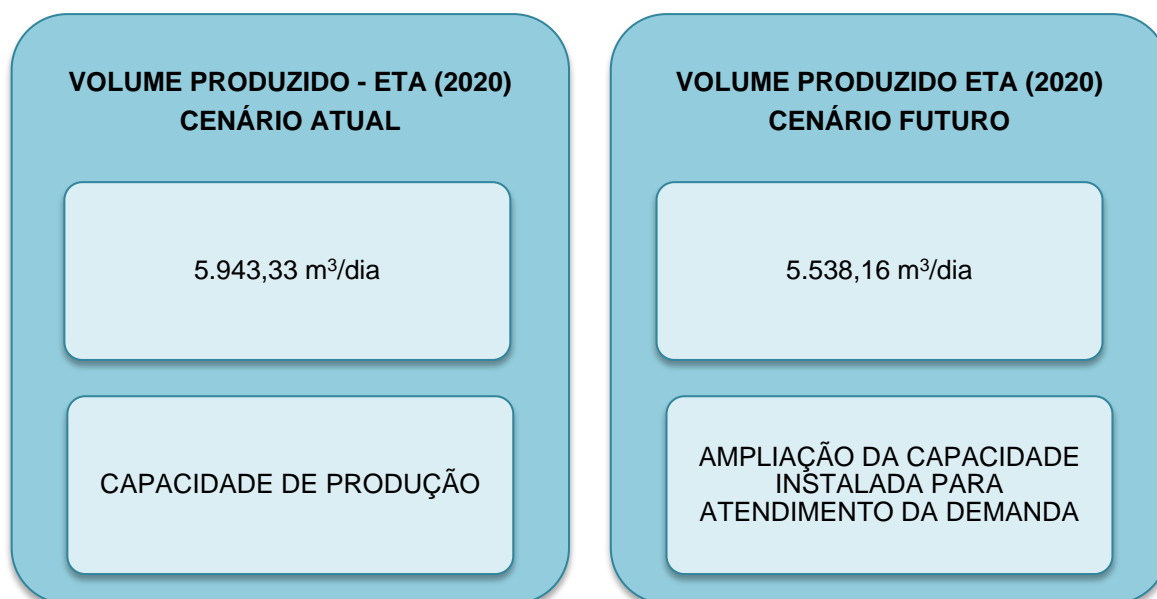 VOLUME PRODUZIDO - ETA (2020)
CENÁRIO ATUAL
5.943,33 m³/dia
CAPACIDADE DE PRODUÇÃO
VOLUME PRODUZIDO ETA (2020)
CENÁRIO FUTURO
5.538,16 m³/dia
AMPLIAÇÃO DA CAPACIDADE
INSTALADA PARA
ATENDIMENTO DA DEMANDA